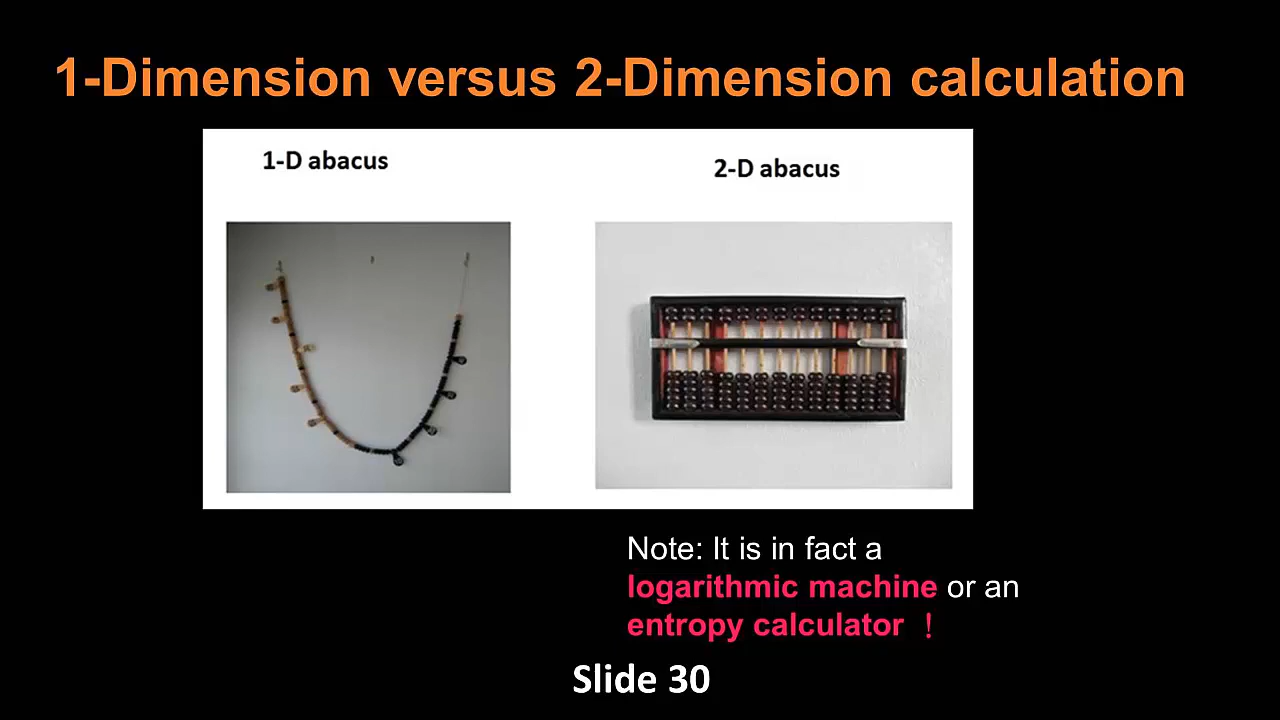 1-Dimension versus 2-Dimension calculation
1-D abacus
2-D abacus
Note: It is in fact a
logarithmic machine or an
entropy calculator !
Slide 30